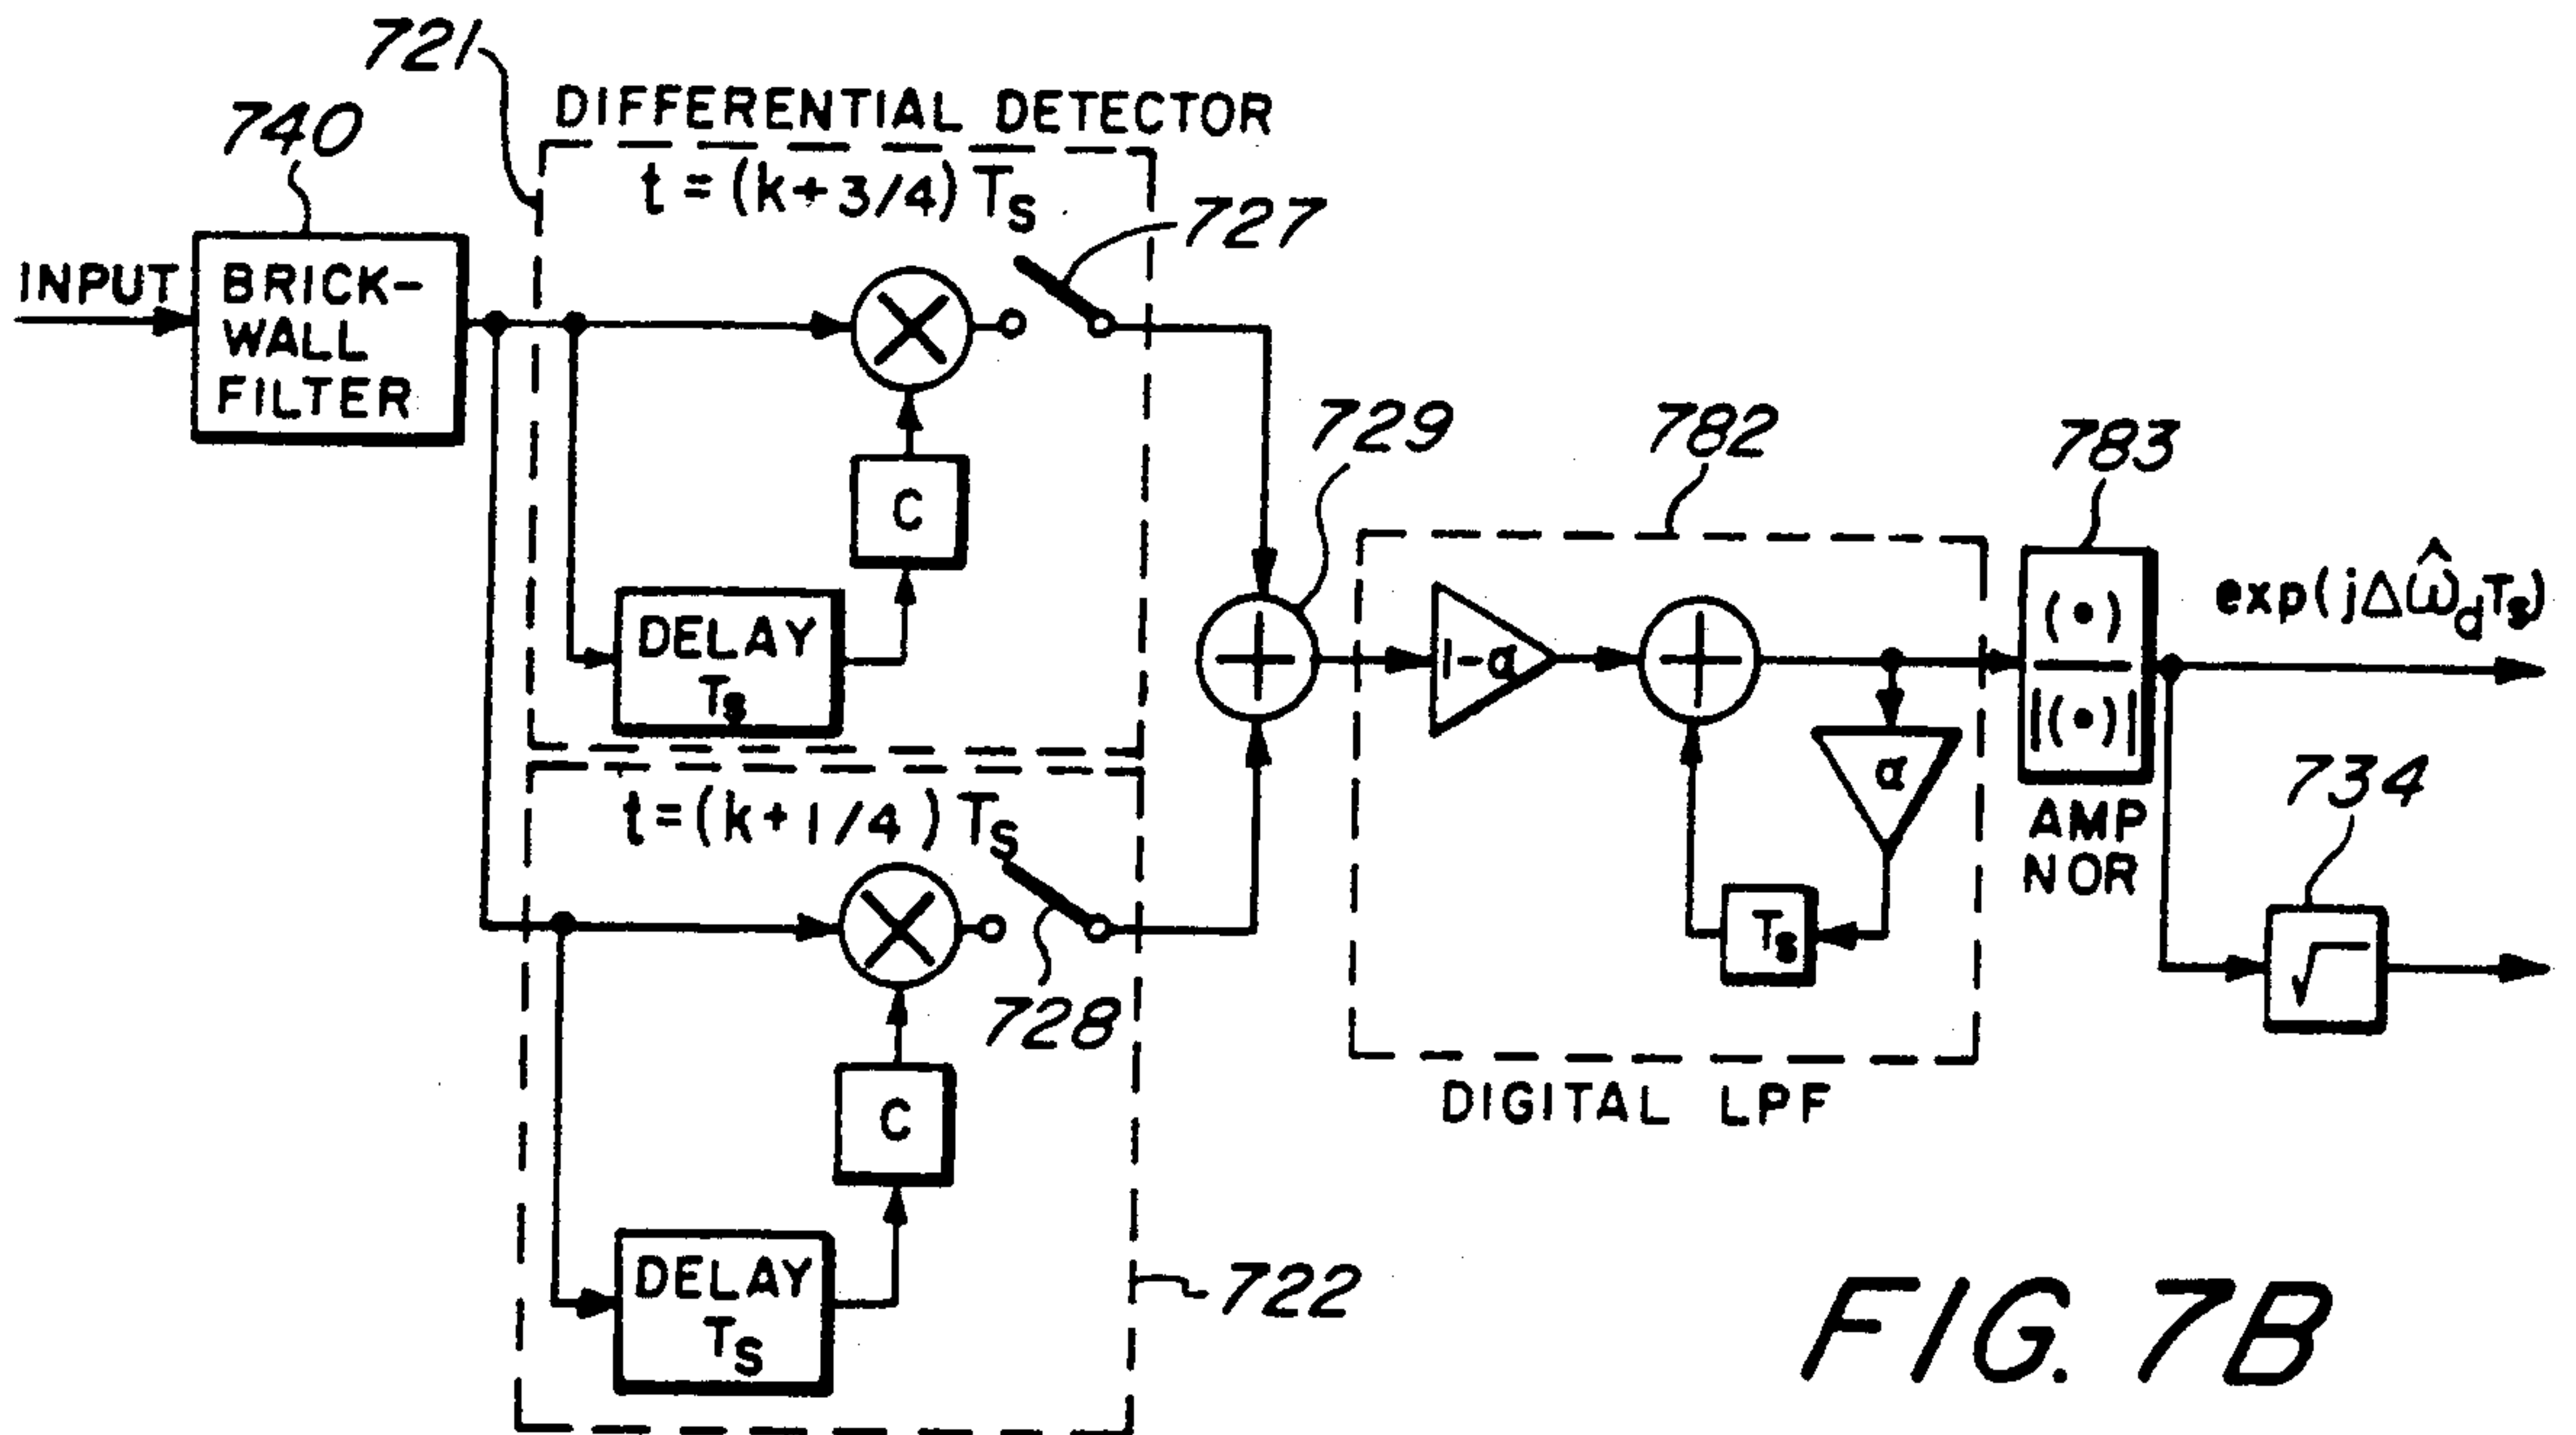 721
740
DIFFERENTIAL DETECTOR
t = (k+3/4) Ts
727
INPUT
BRICK-
WALL
FILTER
C
DELAY
Ts
729
782
783
1-α
α
Ts
(•)
|(•)|
AMP
NOR
exp(jΔω̂dTs)
734
√
t=(k+1/4) Ts
728
C
DELAY
Ts
722
DIGITAL LPF
FIG. 7B